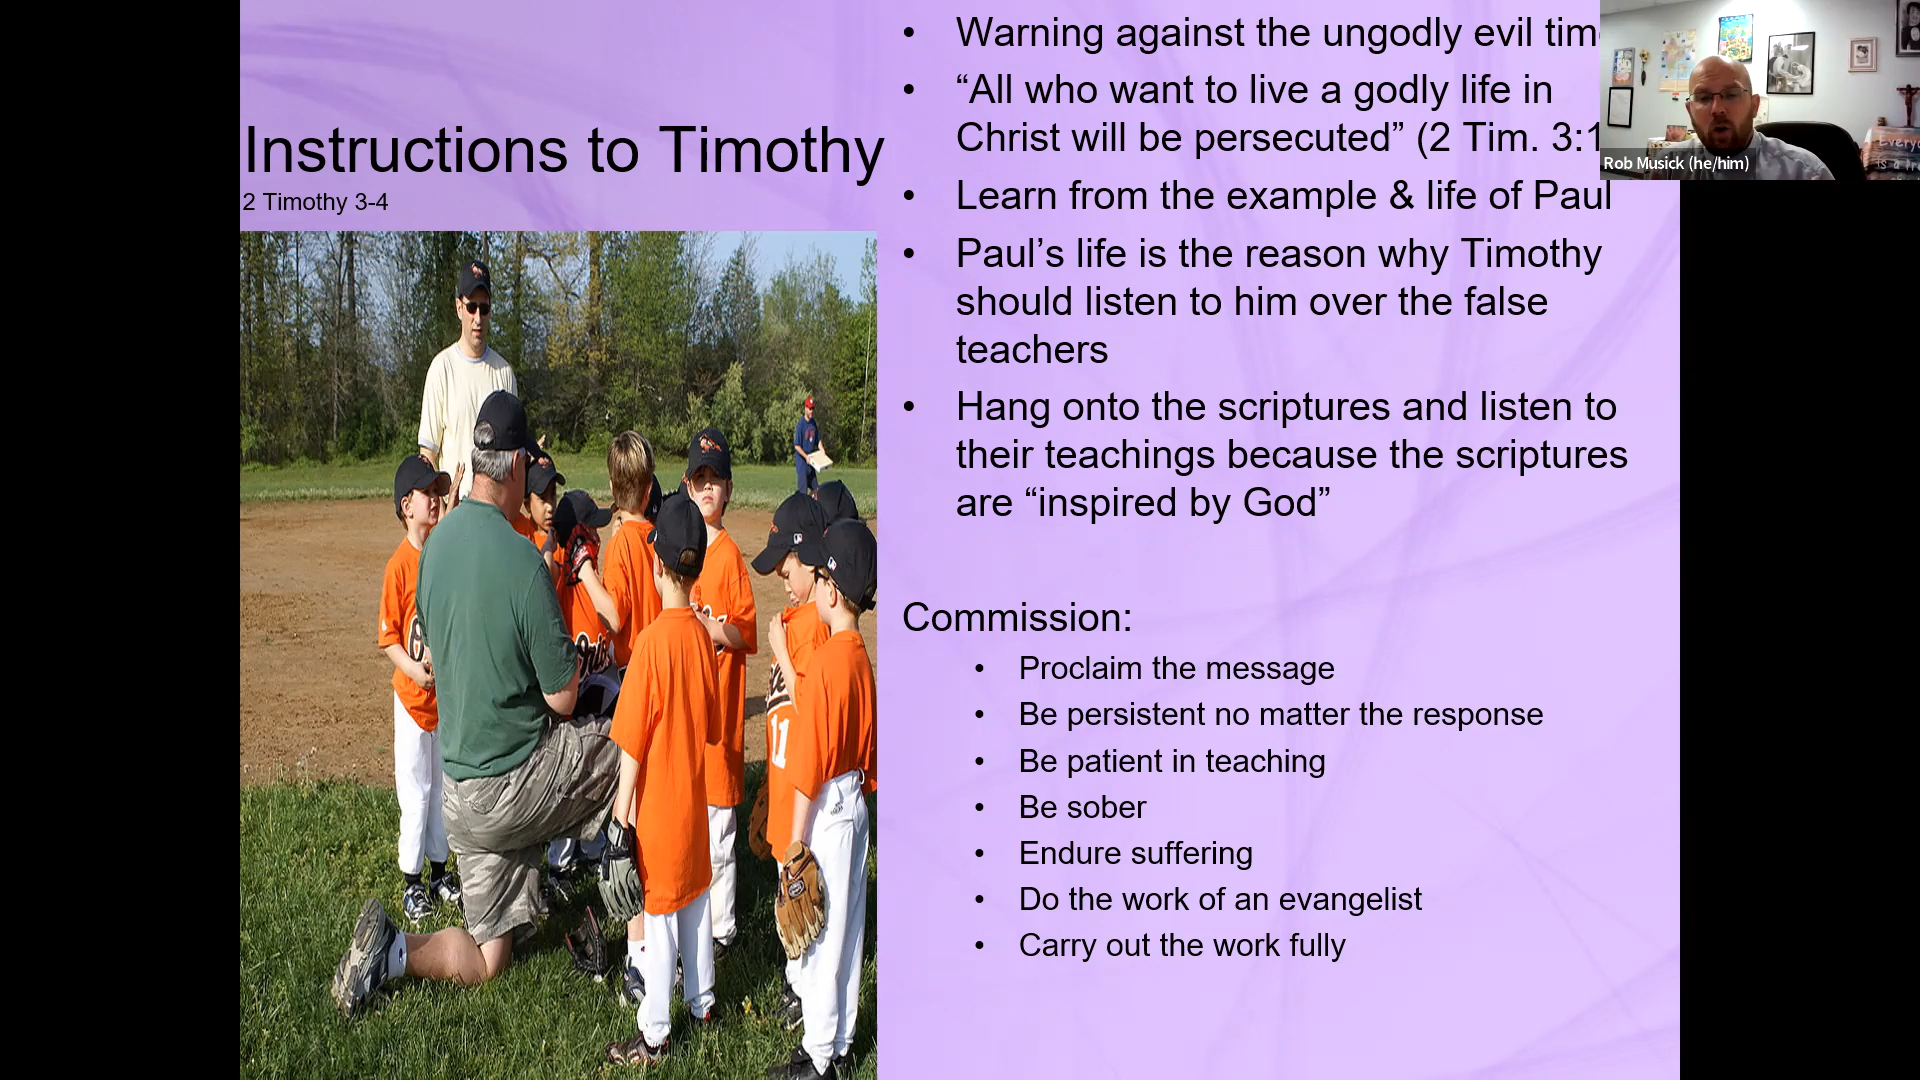 Instructions to Timothy
2 Timothy 3-4
• Warning against the ungodly evil
• “All who want to live a godly life in
Christ will be persecuted” (2 Tim.
• Learn from the example & life of Paul
• Paul’s life is the reason why Timothy
should listen to him over the false
teachers
• Hang onto the scriptures and listen to
their teachings because the scriptures
are “inspired by God”
Commission:
• Proclaim the message
• Be persistent no matter the response
• Be patient in teaching
• Be sober
• Endure suffering
• Do the work of an evangelist
• Carry out the work fully
Rob Musick (he/him)
11